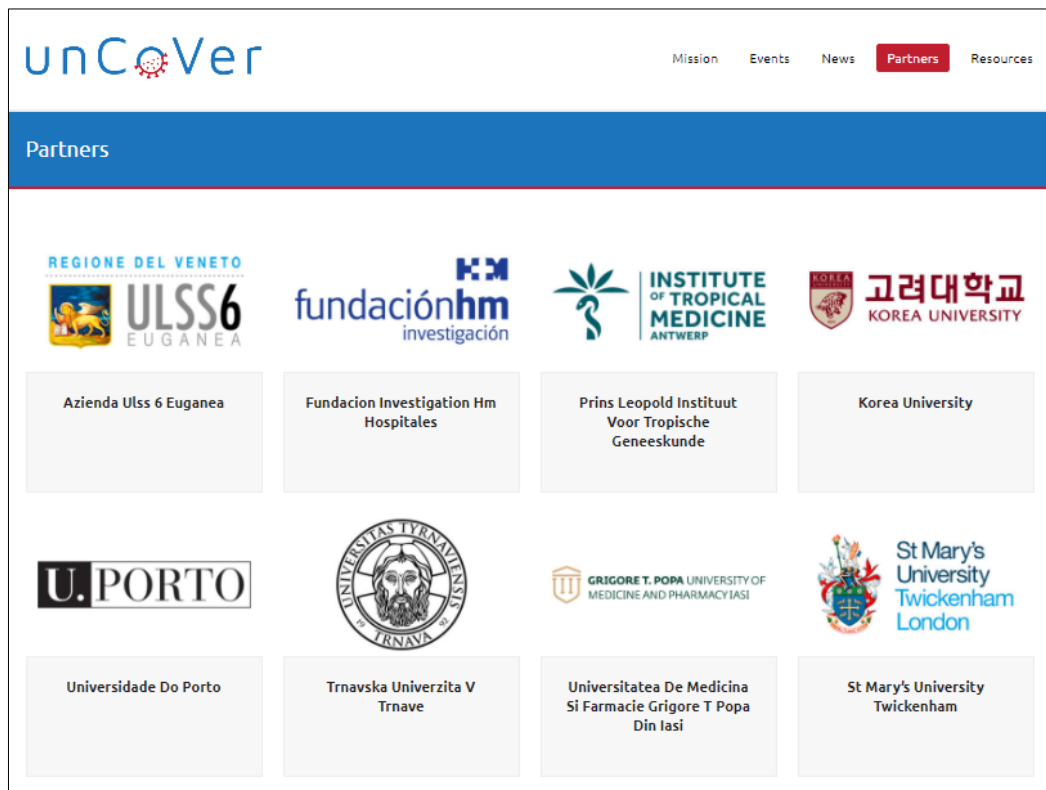 unCoVer
Mission Events News Partners Resources
Partners
REGIONE DEL VENETO
ULSS6
EUGANEA
fundaciónhm
investigación
INSTITUTE
OF TROPICAL
MEDICINE
ANTWERP
KOREA
UNIVERSITY
고려대학교
KOREA UNIVERSITY
Azienda Ulss 6 Euganea
Fundacion Investigation Hm
Hospitales
Prins Leopold Instituut
Voor Tropische
Geneeskunde
Korea University
U. PORTO
UNIVERSITAS TYRNAVIENSIS
19 TRNAVA 92
GRIGORE T. POPA UNIVERSITY OF
MEDICINE AND PHARMACY IASI
St Mary's
University
Twickenham
London
Universidade Do Porto
Trnavska Univerzita V
Trnave
Universitatea De Medicina
Si Farmacie Grigore T Popa
Din Iasi
St Mary's University
Twickenham